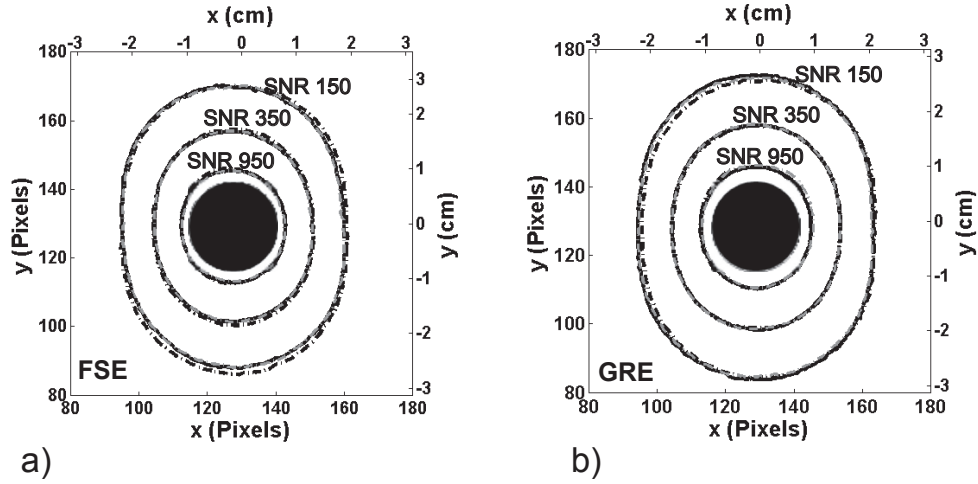 x (cm)
-3 -2 -1 0 1 2 3
180
160
140
120
100
80
y (Pixels)
SNR 150
SNR 350
SNR 950
3
2
1
0
-1
-2
-3
y (cm)
FSE
80 100 120 140 160 180
x (Pixels)
a)
x (cm)
-3 -2 -1 0 1 2 3
180
160
140
120
100
80
y (Pixels)
SNR 150
SNR 350
SNR 950
3
2
1
0
-1
-2
-3
y (cm)
GRE
80 100 120 140 160 180
x (Pixels)
b)